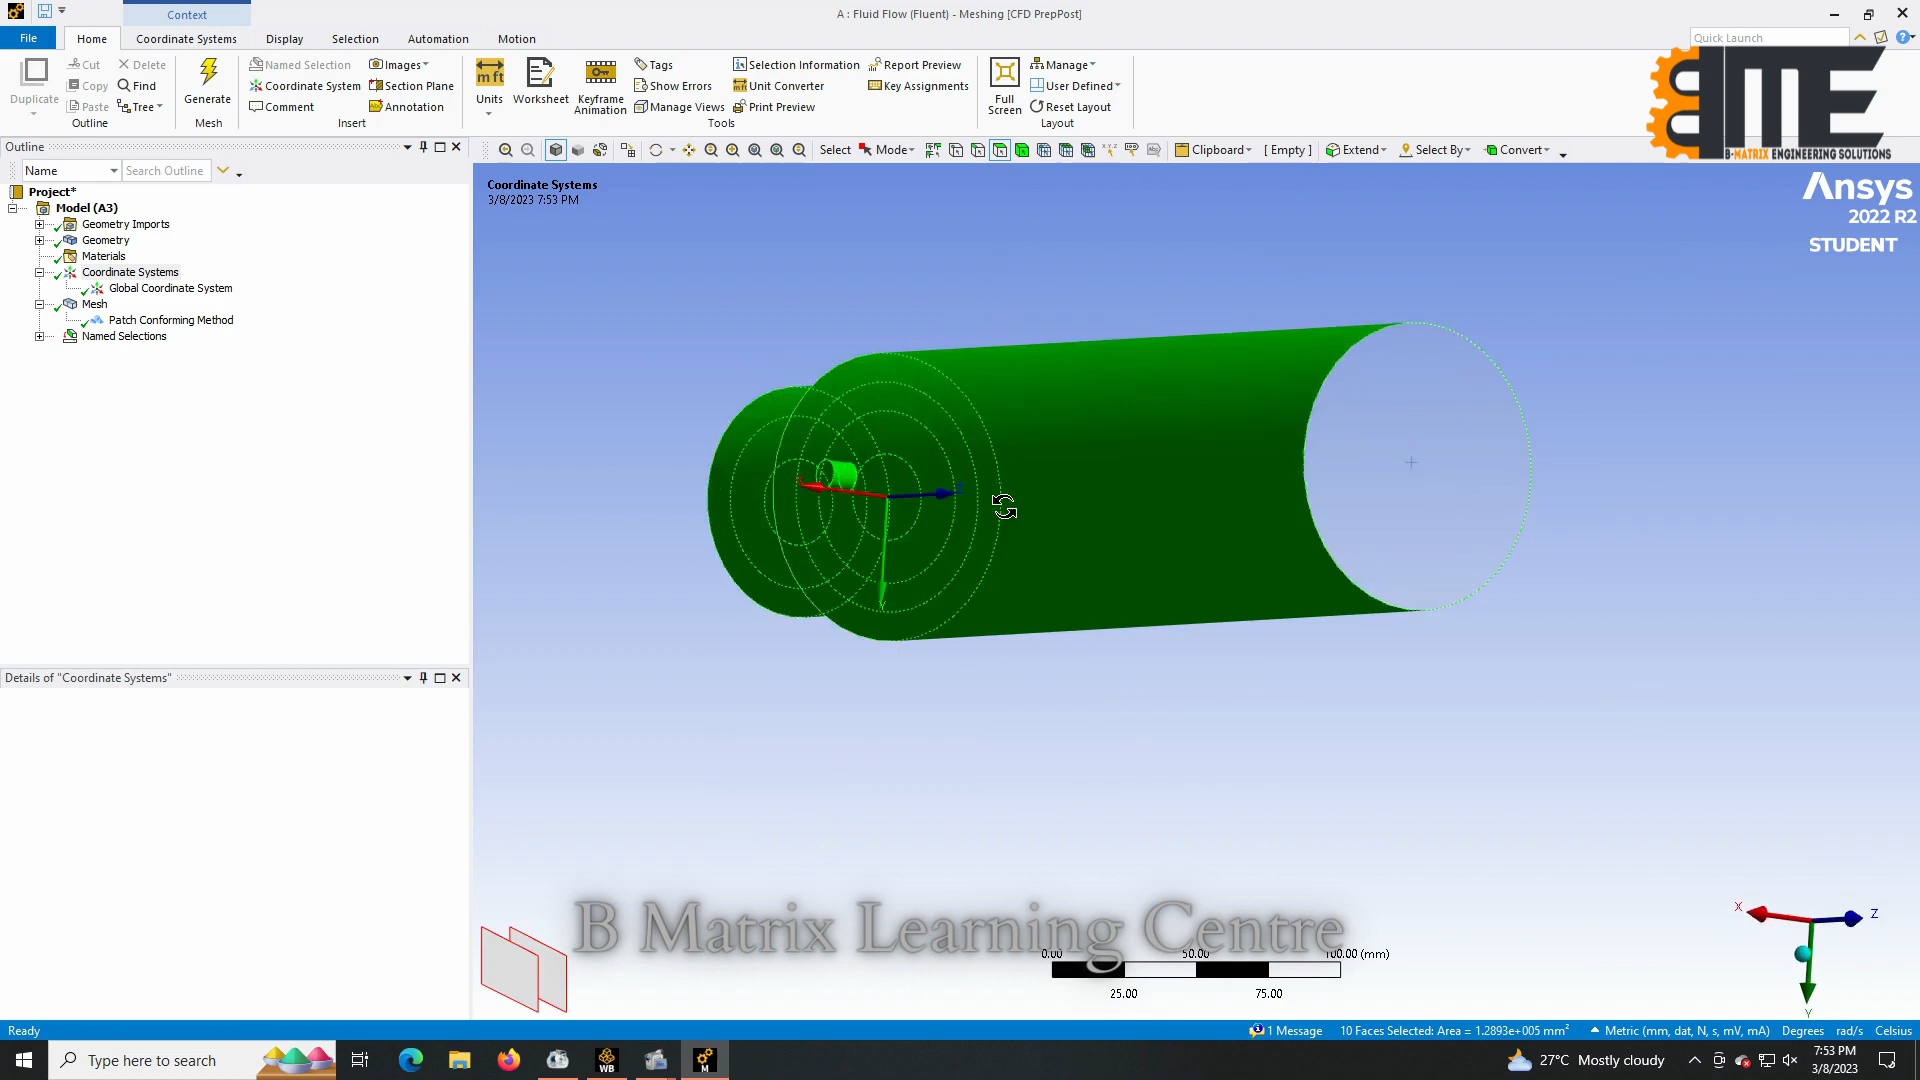 Context
A : Fluid Flow (Fluent) - Meshing [CFD PrepPost]
File
Home
Coordinate Systems
Display
Selection
Automation
Motion
Quick Launch
Duplicate
Cut
Delete
Copy
Find
Paste
Tree
Outline
Generate
Mesh
Named Selection
Images
Coordinate System
Section Plane
Comment
Annotation
Insert
mft
Units
Worksheet
Keyframe
Animation
Tags
Show Errors
Manage Views
Selection Information
Unit Converter
Print Preview
Report Preview
Key Assignments
Tools
Full
Screen
Manage
User Defined
Reset Layout
Layout
BME
B-MATRIX ENGINEERING SOLUTIONS
Outline
Select
Mode
Clipboard
[ Empty ]
Extend
Select By
Convert
Name
Search Outline
Project*
Model (A3)
Geometry Imports
Geometry
Materials
Coordinate Systems
Global Coordinate System
Mesh
Patch Conforming Method
Named Selections
Details of "Coordinate Systems"
Coordinate Systems
3/8/2023 7:53 PM
Ansys
2022 R2
STUDENT
Z
Y
B Matrix Learning Centre
0.00
50.00
100.00 (mm)
25.00
75.00
X
Z
Y
Ready
1 Message
10 Faces Selected: Area = 1.2893e+005 mm²
Metric (mm, dat, N, s, mV, mA)
Degrees
rad/s
Celsius
Type here to search
WB
M
27°C Mostly cloudy
7:53 PM
3/8/2023